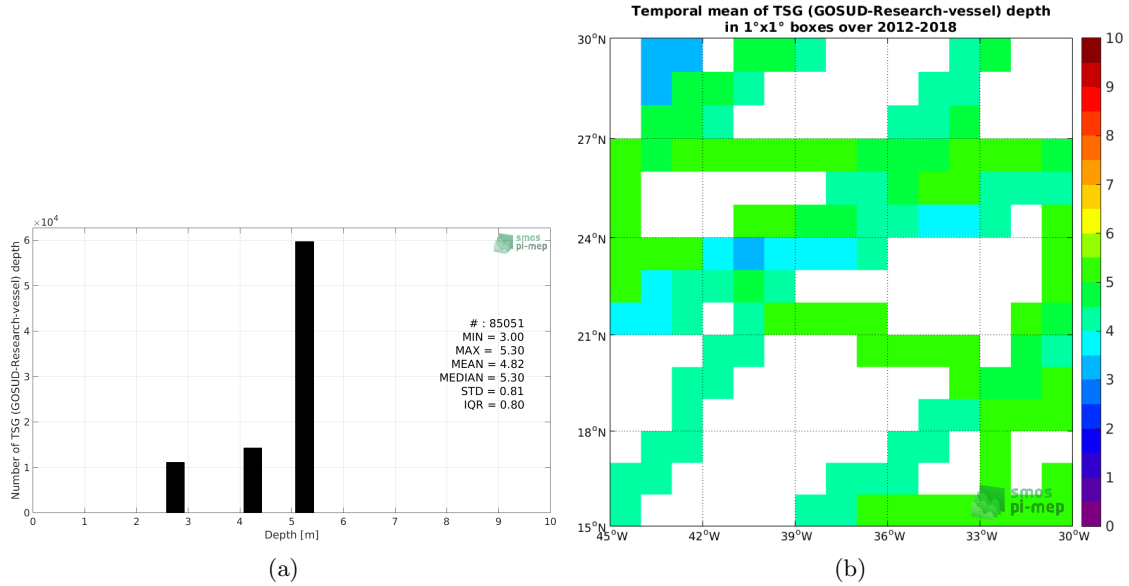 ×10⁴
6
5
4
3
2
1
0
Number of TSG (GOSUD-Research-vessel) depth
smos
pi-mep
# : 85051
MIN = 3.00
MAX = 5.30
MEAN = 4.82
MEDIAN = 5.30
STD = 0.81
IQR = 0.80
0 1 2 3 4 5 6 7 8 9 10
Depth [m]
(a)
Temporal mean of TSG (GOSUD-Research-vessel) depth
in 1°x1° boxes over 2012-2018
30°N
27°N
24°N
21°N
18°N
15°N
45°W 42°W 39°W 36°W 33°W 30°W
smos
pi-mep
10
9
8
7
6
5
4
3
2
1
0
(b)